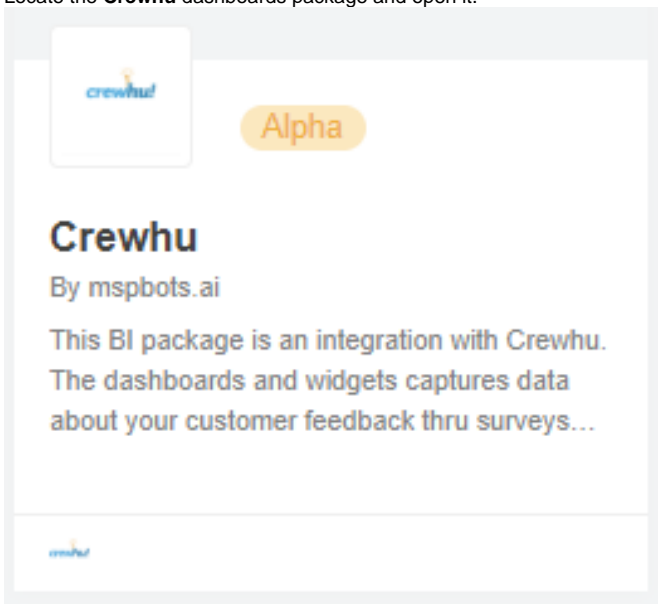 Locate the Crewhu dashboards package and open it.
crewhu!
Alpha
Crewhu
By mspbots.ai
This BI package is an integration with Crewhu.
The dashboards and widgets captures data
about your customer feedback thru surveys...
crewhu!